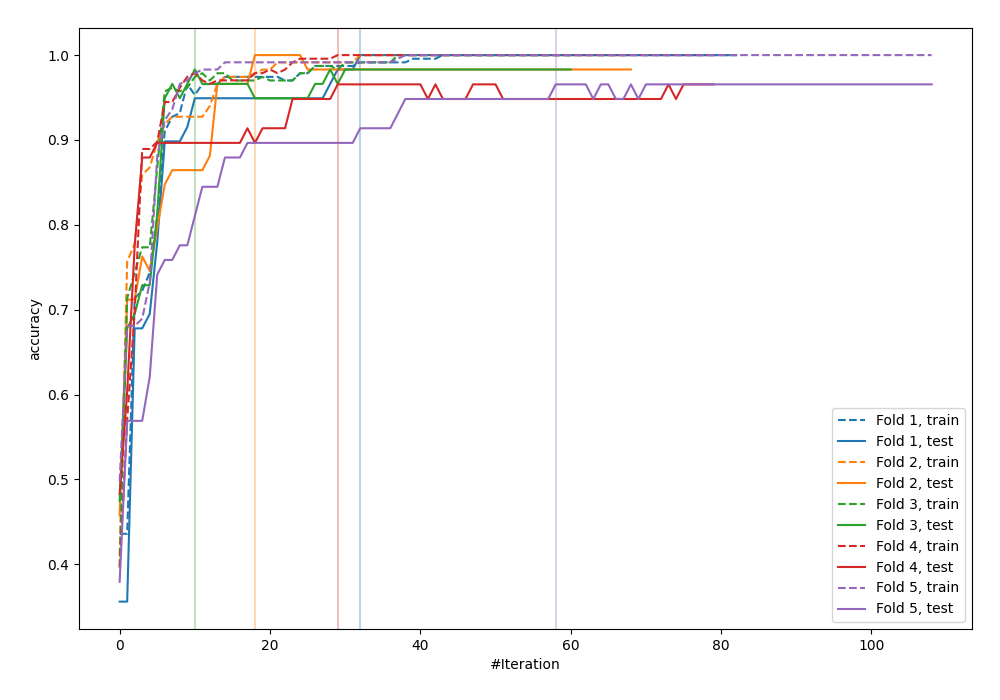 1.0
0.9
0.8
0.7
0.6
0.5
0.4
accuracy
0
20
40
60
80
100
#Iteration
Fold 1, train
Fold 1, test
Fold 2, train
Fold 2, test
Fold 3, train
Fold 3, test
Fold 4, train
Fold 4, test
Fold 5, train
Fold 5, test